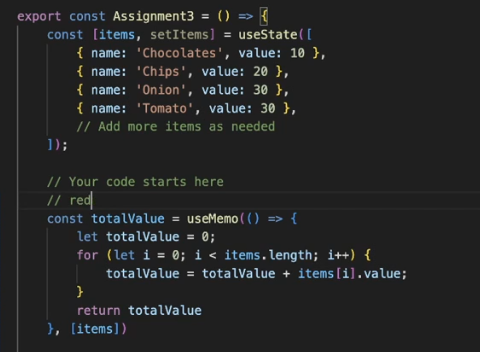 export const Assignment3 = () => {
    const [items, setItems] = useState([
        { name: 'Chocolates', value: 10 },
        { name: 'Chips', value: 20 },
        { name: 'Onion', value: 30 },
        { name: 'Tomato', value: 30 },
        // Add more items as needed
    ]);

    // Your code starts here
    // red
    const totalValue = useMemo(() => {
        let totalValue = 0;
        for (let i = 0; i < items.length; i++) {
            totalValue = totalValue + items[i].value;
        }
        return totalValue
    }, [items])